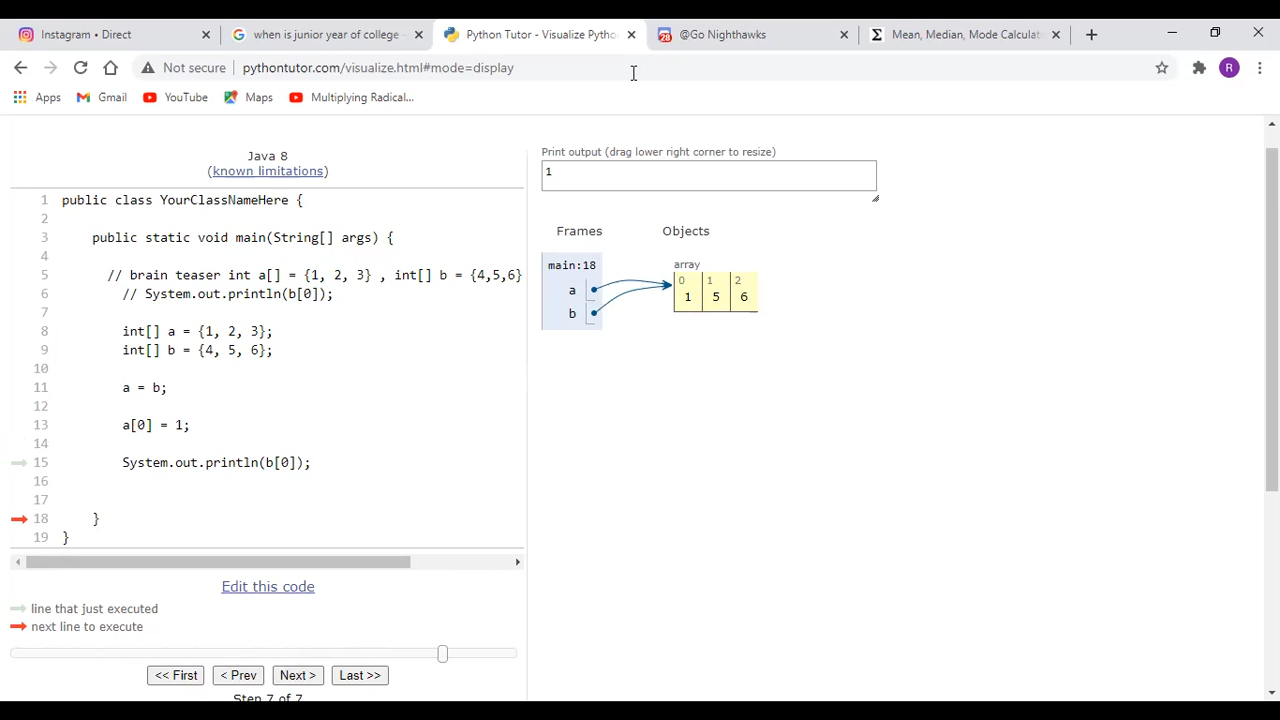 Instagram • Direct
when is junior year of college
Python Tutor - Visualize Pytho
28 @Go Nighthawks
Mean, Median, Mode Calculat
Not secure pythontutor.com/visualize.html#mode=display
R
Apps Gmail YouTube Maps Multiplying Radical...
Java 8
(known limitations)
1 public class YourClassNameHere {
2
3 public static void main(String[] args) {
4
5 // brain teaser int a[] = {1, 2, 3} , int[] b = {4,5,6}
6 // System.out.println(b[0]);
7
8 int[] a = {1, 2, 3};
9 int[] b = {4, 5, 6};
10
11 a = b;
12
13 a[0] = 1;
14
15 System.out.println(b[0]);
16
17
18 }
19 }
Edit this code
line that just executed
next line to execute
<< First < Prev Next > Last >>
Step 7 of 7
Print output (drag lower right corner to resize)
1
Frames Objects
main:18
a
b
array
0 1 2
1 5 6